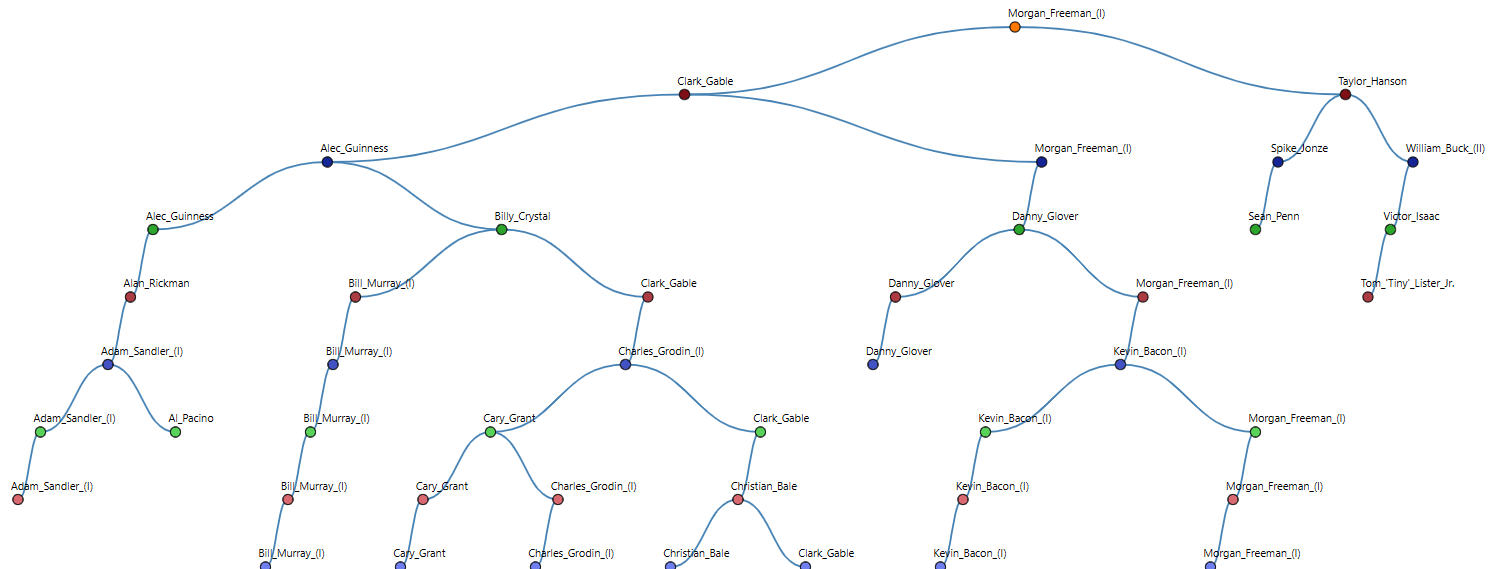 Morgan_Freeman_(I)
Clark_Gable
Taylor_Hanson
Alec_Guinness
Morgan_Freeman_(I)
Spike_Jonze
William_Buck_(II)
Alec_Guinness
Billy_Crystal
Danny_Glover
Sean_Penn
Victor_Isaac
Alan_Rickman
Bill_Murray_(I)
Clark_Gable
Danny_Glover
Morgan_Freeman_(I)
Tom_'Tiny'_Lister_Jr.
Adam_Sandler_(I)
Bill_Murray_(I)
Charles_Grodin_(I)
Danny_Glover
Kevin_Bacon_(I)
Adam_Sandler_(I)
Al_Pacino
Bill_Murray_(I)
Cary_Grant
Clark_Gable
Kevin_Bacon_(I)
Morgan_Freeman_(I)
Adam_Sandler_(I)
Bill_Murray_(I)
Cary_Grant
Charles_Grodin_(I)
Christian_Bale
Kevin_Bacon_(I)
Morgan_Freeman_(I)
Bill_Murray_(I)
Cary_Grant
Charles_Grodin_(I)
Christian_Bale
Clark_Gable
Kevin_Bacon_(I)
Morgan_Freeman_(I)